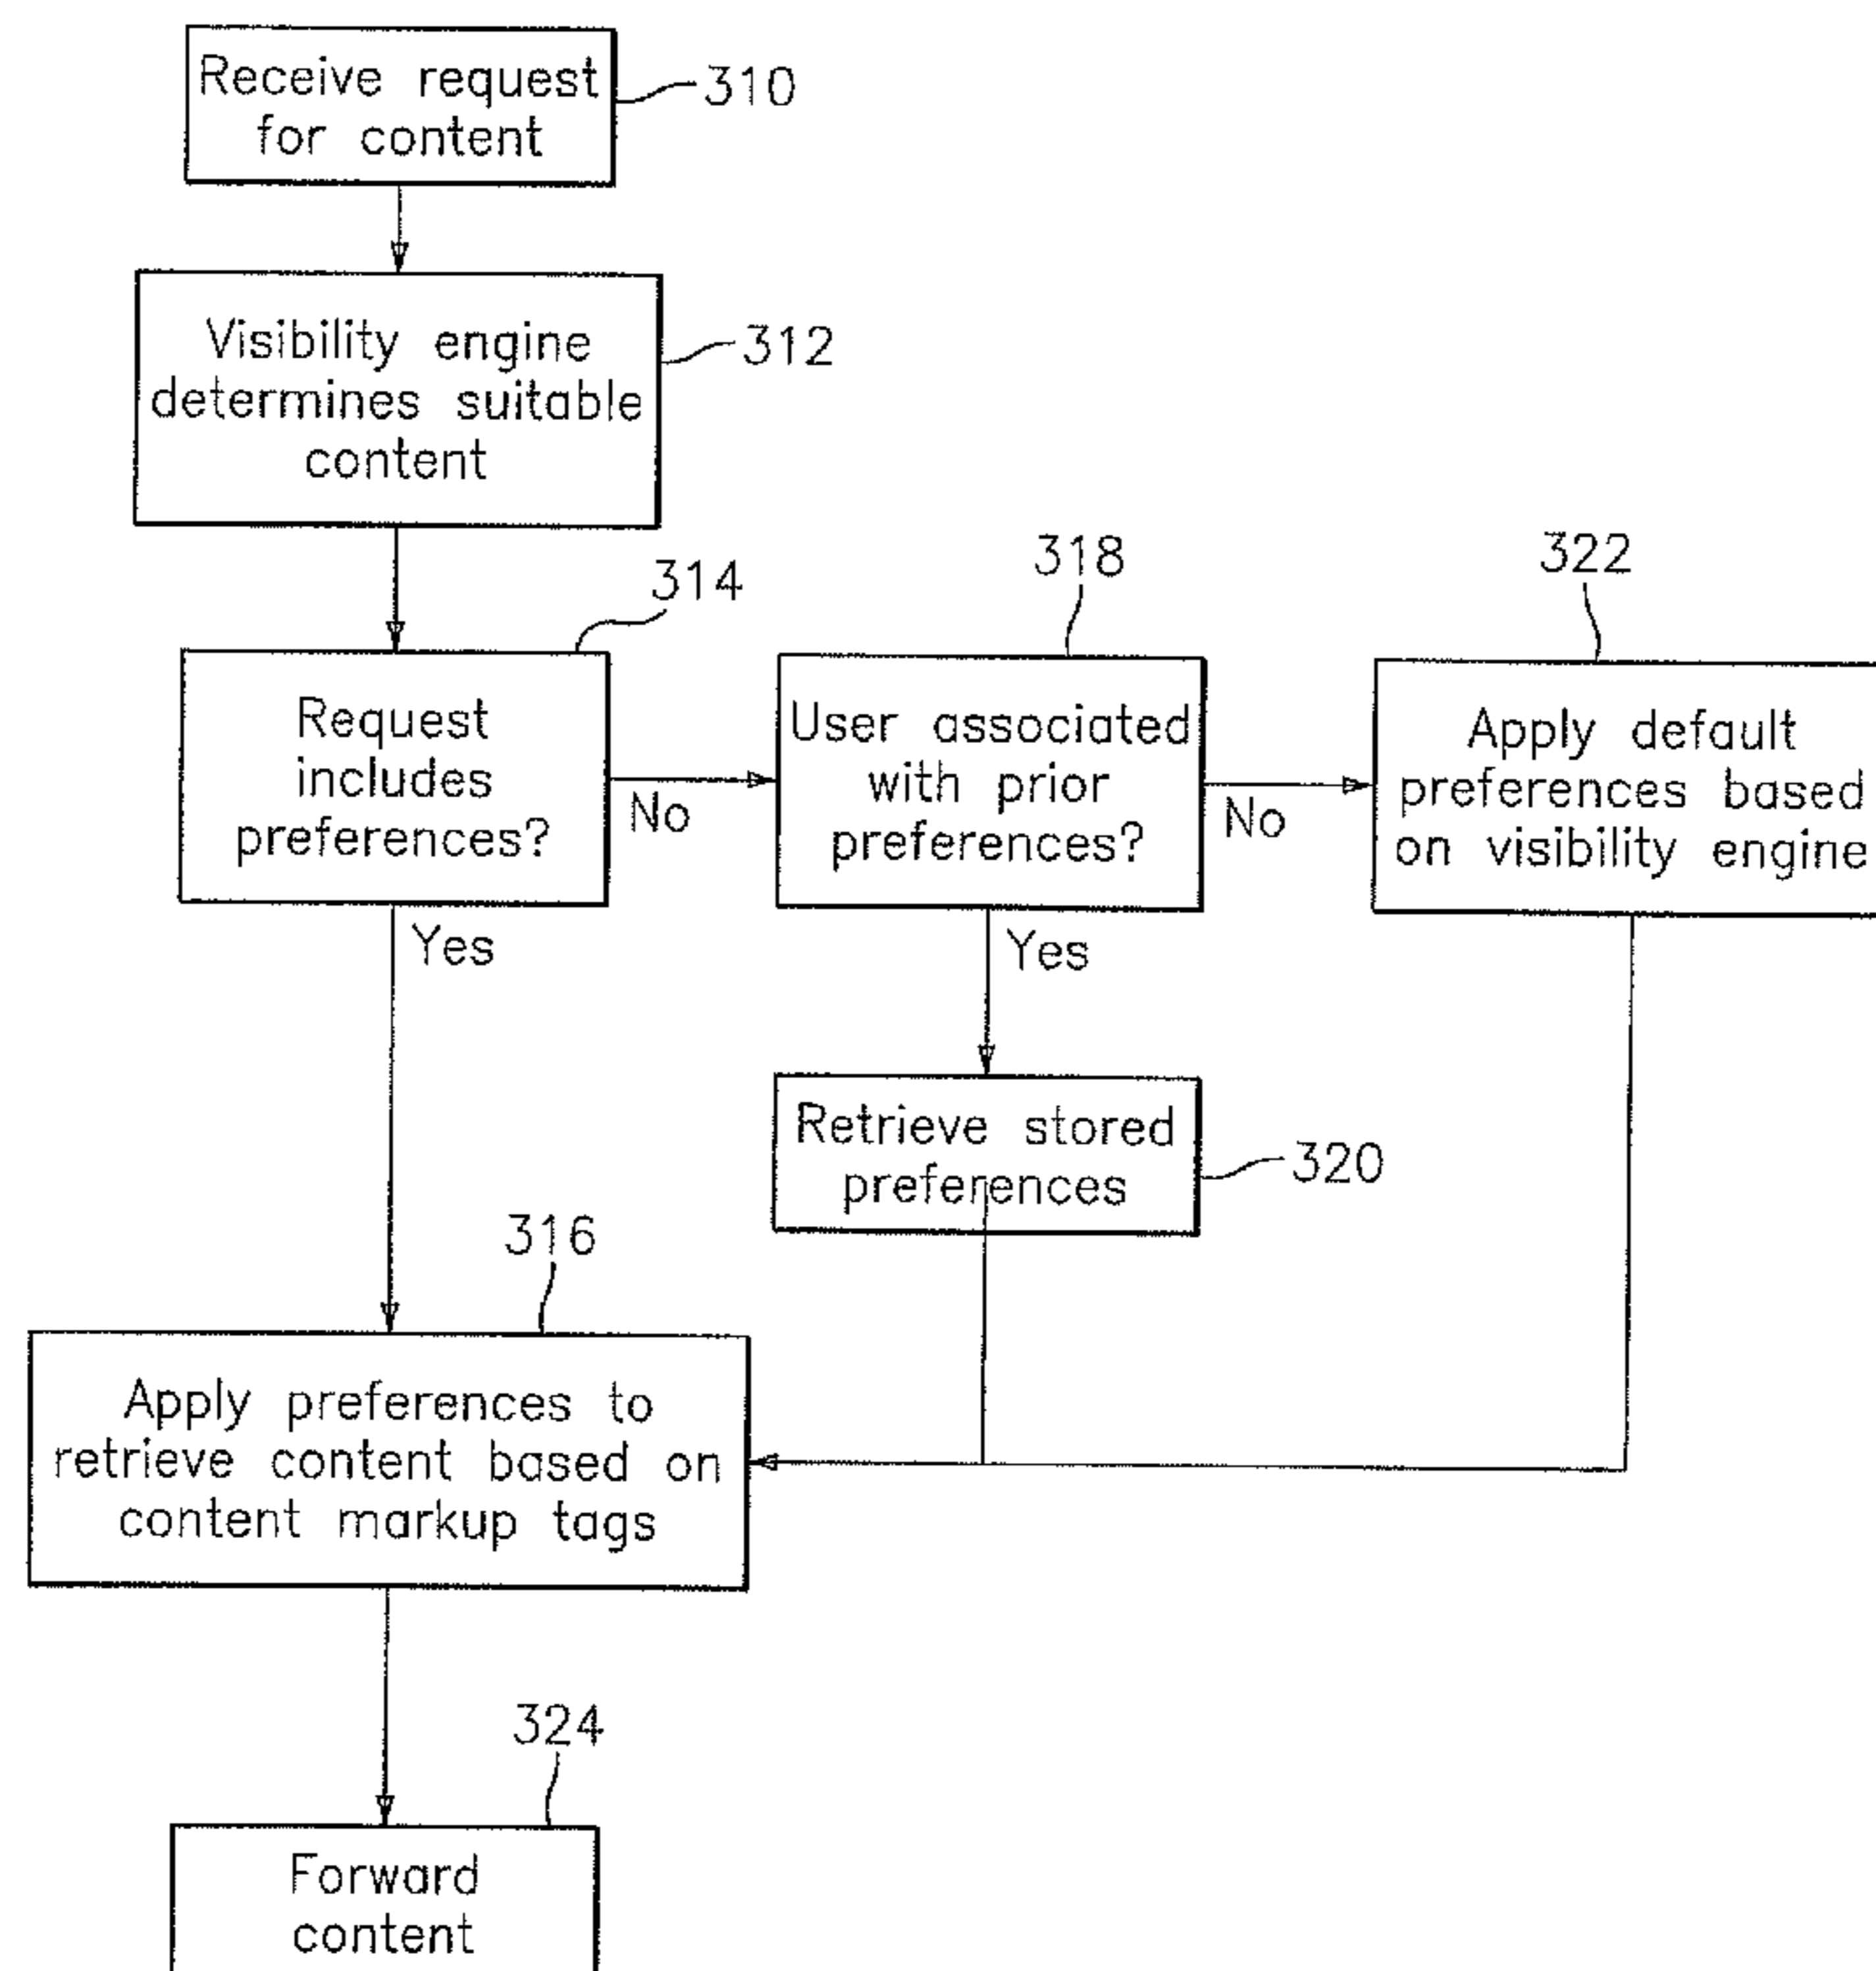 Receive request
for content
310
Visibility engine
determines suitable
content
312
314
Request
includes
preferences?
No
Yes
318
User associated
with prior
preferences?
No
Yes
322
Apply default
preferences based
on visibility engine
Retrieve stored
preferences
320
316
Apply preferences to
retrieve content based on
content markup tags
324
Forward
content